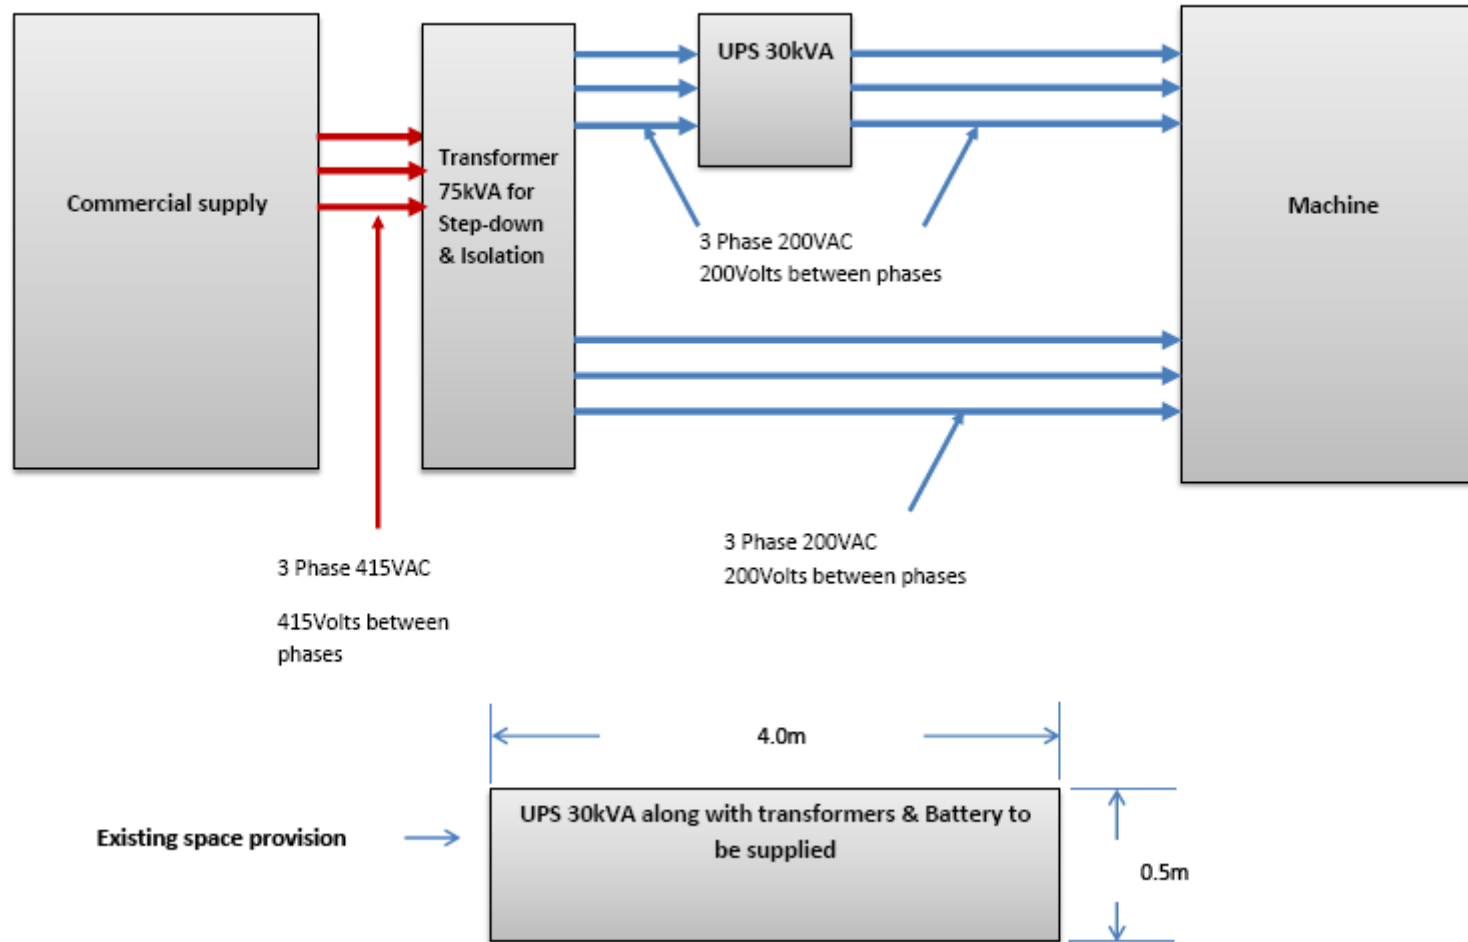 UPS 30kVA
Commercial supply
Transformer
75kVA for
Step-down
& Isolation
Machine
3 Phase 200VAC
200Volts between phases
3 Phase 415VAC
415Volts between
phases
3 Phase 200VAC
200Volts between phases
4.0m
Existing space provision
UPS 30kVA along with transformers & Battery to
be supplied
0.5m